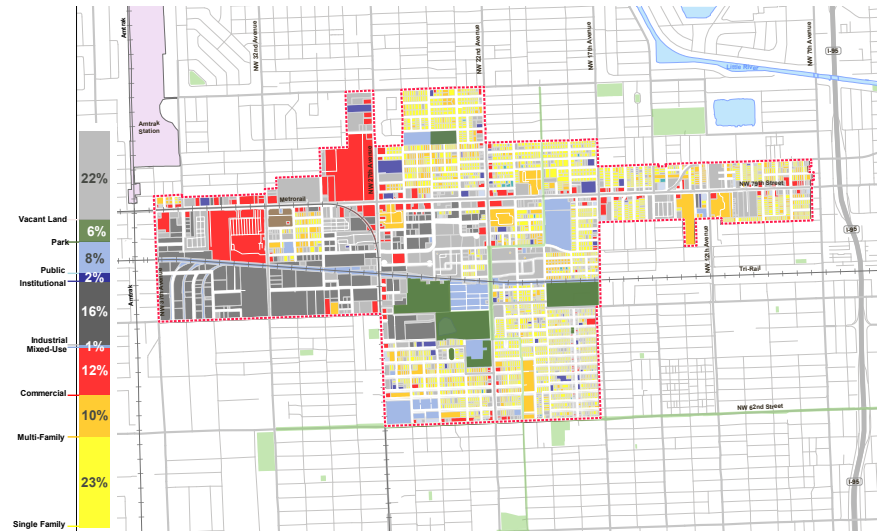 Amtrak
NW 32nd Avenue
NW 22nd Avenue
NW 17th Avenue
NW 7th Avenue
I-95
Little River
Amtrak
Station
22%
NW 27th Avenue
NW 79th Street
Metrorail
Vacant Land
6%
Park
8%
I-95
NW 12th Avenue
Tri-Rail
Public
2%
Institutional
Amtrak
16%
Industrial
Mixed-Use
1%
12%
Commercial
NW 62nd Street
10%
Multi-Family
23%
I-95
Single Family